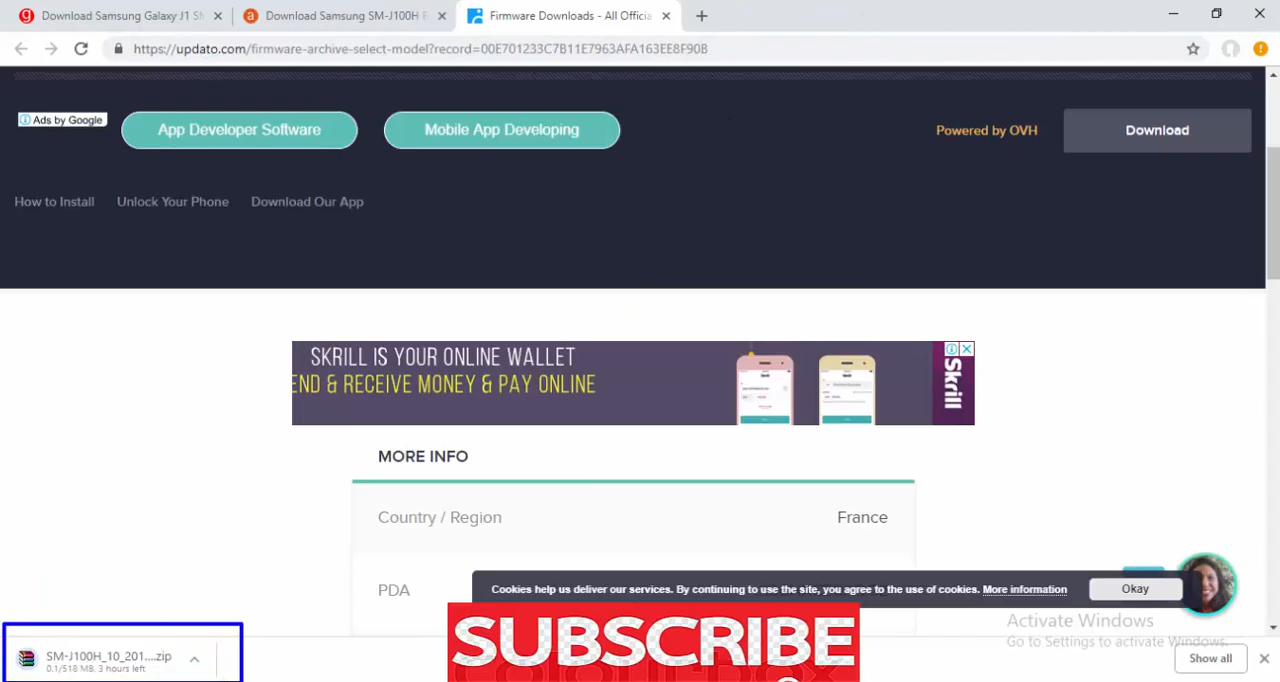 Download Samsung Galaxy J1 SM
Download Samsung SM-J100H
Firmware Downloads - All Officia
https://updato.com/firmware-archive-select-model?record=00E701233C7B11E7963AFA163EE8F90B
Ads by Google
App Developer Software
Mobile App Developing
Powered by OVH
Download
How to Install
Unlock Your Phone
Download Our App
SKRILL IS YOUR ONLINE WALLET
END & RECEIVE MONEY & PAY ONLINE
Skrill
MORE INFO
Country / Region
France
PDA
Cookies help us deliver our services. By continuing to use the site, you agree to the use of cookies. More information
Okay
SUBSCRIBE
Activate Windows
Go to Settings to activate Windows.
SM-J100H_10_201....zip
0.1/518 MB, 3 hours left
Show all